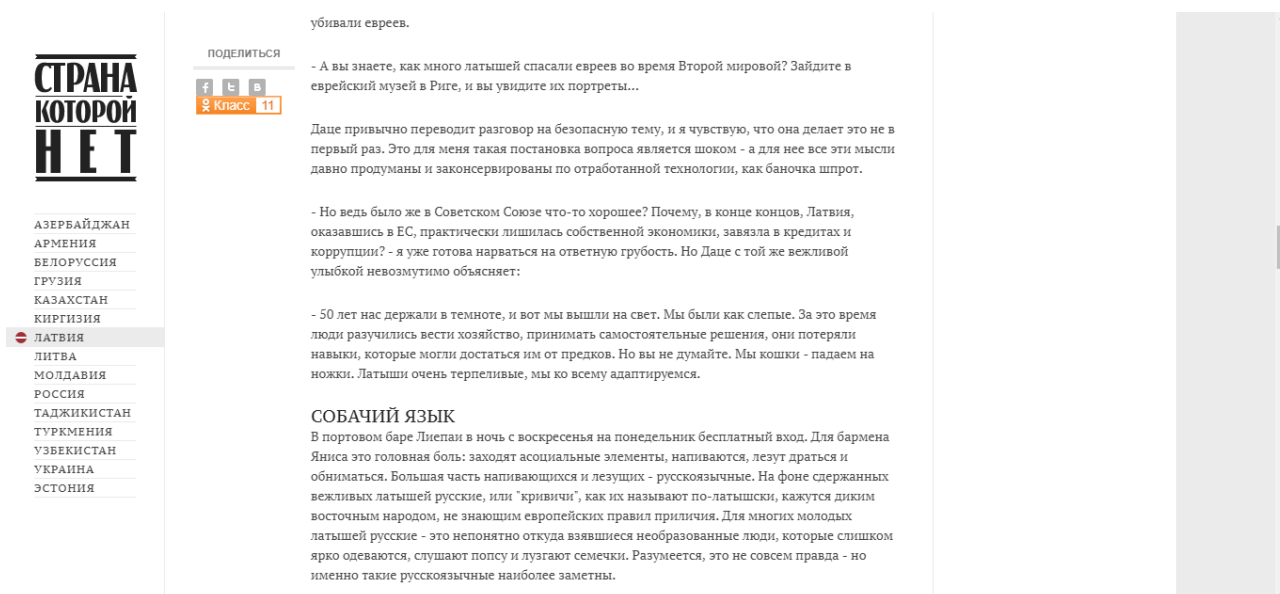 СТРАНА
КОТОРОЙ
НЕТ
АЗЕРБАЙДЖАН
АРМЕНИЯ
БЕЛОРУССИЯ
ГРУЗИЯ
КАЗАХСТАН
КИРГИЗИЯ
ЛАТВИЯ
ЛИТВА
МОЛДАВИЯ
РОССИЯ
ТАДЖИКИСТАН
ТУРКМЕНИЯ
УЗБЕКИСТАН
УКРАИНА
ЭСТОНИЯ
ПОДЕЛИТЬСЯ
f t B
Класс 11
убивали евреев.
- А вы знаете, как много латышей спасали евреев во время Второй мировой? Зайдите в
еврейский музей в Риге, и вы увидите их портреты...
Даце привычно переводит разговор на безопасную тему, и я чувствую, что она делает это не в
первый раз. Это для меня такая постановка вопроса является шоком - а для нее все эти мысли
давно продуманы и законсервированы по отработанной технологии, как баночка шпрот.
- Но ведь было же в Советском Союзе что-то хорошее? Почему, в конце концов, Латвия,
оказавшись в ЕС, практически лишилась собственной экономики, завязла в кредитах и
коррупции? - я уже готова нарваться на ответную грубость. Но Даце с той же вежливой
улыбкой невозмутимо объясняет:
- 50 лет нас держали в темноте, и вот мы вышли на свет. Мы были как слепые. За это время
люди разучились вести хозяйство, принимать самостоятельные решения, они потеряли
навыки, которые могли достаться им от предков. Но вы не думайте. Мы кошки - падаем на
ножки. Латыши очень терпеливые, мы ко всему адаптируемся.
СОБАЧИЙ ЯЗЫК
В портовом баре Лиепаи в ночь с воскресенья на понедельник бесплатный вход. Для бармена
Яниса это головная боль: заходят асоциальные элементы, напиваются, лезут драться и
обниматься. Большая часть напивающихся и лезущих - русскоязычные. На фоне сдержанных
вежливых латышей русские, или "кривичи", как их называют по-латышски, кажутся диким
восточным народом, не знающим европейских правил приличия. Для многих молодых
латышей русские - это непонятно откуда взявшиеся необразованные люди, которые слишком
ярко одеваются, слушают попсу и лузгают семечки. Разумеется, это не совсем правда - но
именно такие русскоязычные наиболее заметны.